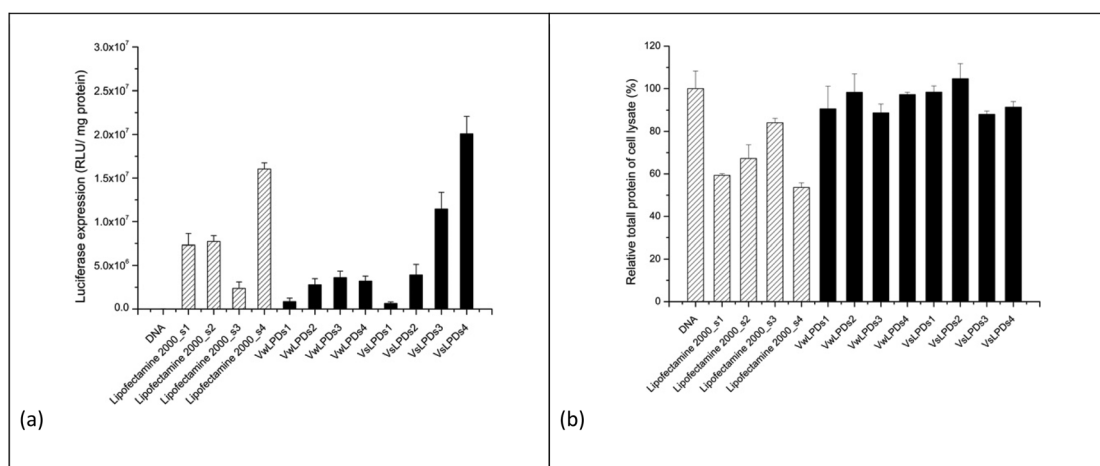 3.0x10⁷
2.5x10⁷
2.0x10⁷
1.5x10⁷
1.0x10⁷
5.0x10⁶
0.0
Luciferase expression (RLU/ mg protein)
DNA
Lipofectamine 2000_s1
Lipofectamine 2000_s2
Lipofectamine 2000_s3
Lipofectamine 2000_s4
VwLPDs1
VwLPDs2
VwLPDs3
VwLPDs4
VsLPDs1
VsLPDs2
VsLPDs3
VsLPDs4
(a)
120
100
80
60
40
20
0
Relative totall protein of cell lysate (%)
DNA
Lipofectamine 2000_s1
Lipofectamine 2000_s2
Lipofectamine 2000_s3
Lipofectamine 2000_s4
VwLPDs1
VwLPDs2
VwLPDs3
VwLPDs4
VsLPDs1
VsLPDs2
VsLPDs3
VsLPDs4
(b)